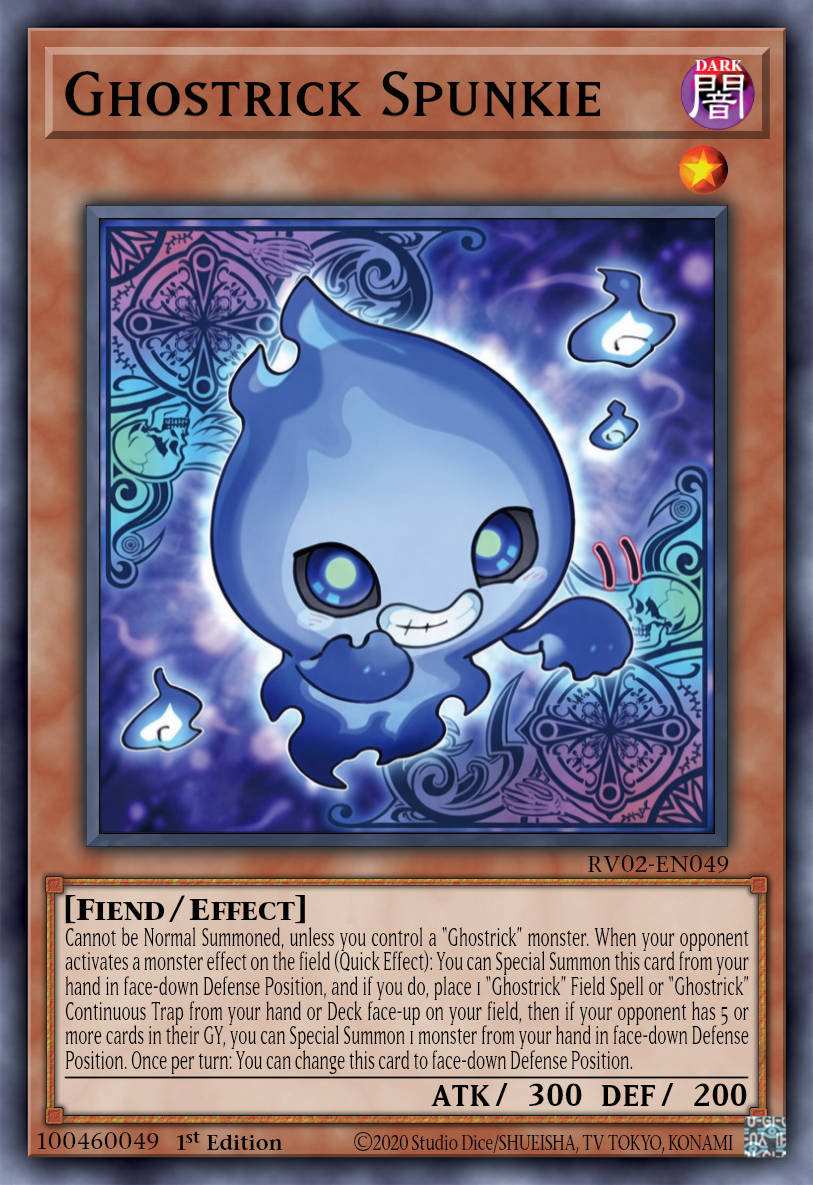 Ghostrick Spunkie
DARK
闇
RV02-EN049
[Fiend / Effect]
Cannot be Normal Summoned, unless you control a "Ghostrick" monster. When your opponent
activates a monster effect on the field (Quick Effect): You can Special Summon this card from your
hand in face-down Defense Position, and if you do, place 1 "Ghostrick" Field Spell or "Ghostrick"
Continuous Trap from your hand or Deck face-up on your field, then if your opponent has 5 or
more cards in their GY, you can Special Summon 1 monster from your hand in face-down Defense
Position. Once per turn: You can change this card to face-down Defense Position.
ATK / 300 DEF / 200
100460049 1st Edition ©2020 Studio Dice/SHUEISHA, TV TOKYO, KONAMI